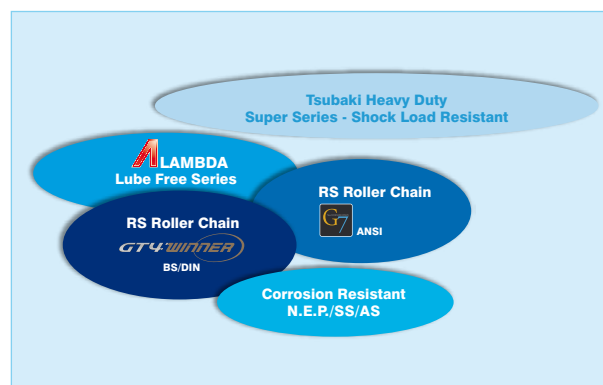 Tsubaki Heavy Duty
Super Series - Shock Load Resistant
LAMBDA
Lube Free Series
RS Roller Chain
G7 ANSI
RS Roller Chain
GT4 WINNER
BS/DIN
Corrosion Resistant
N.E.P./SS/AS